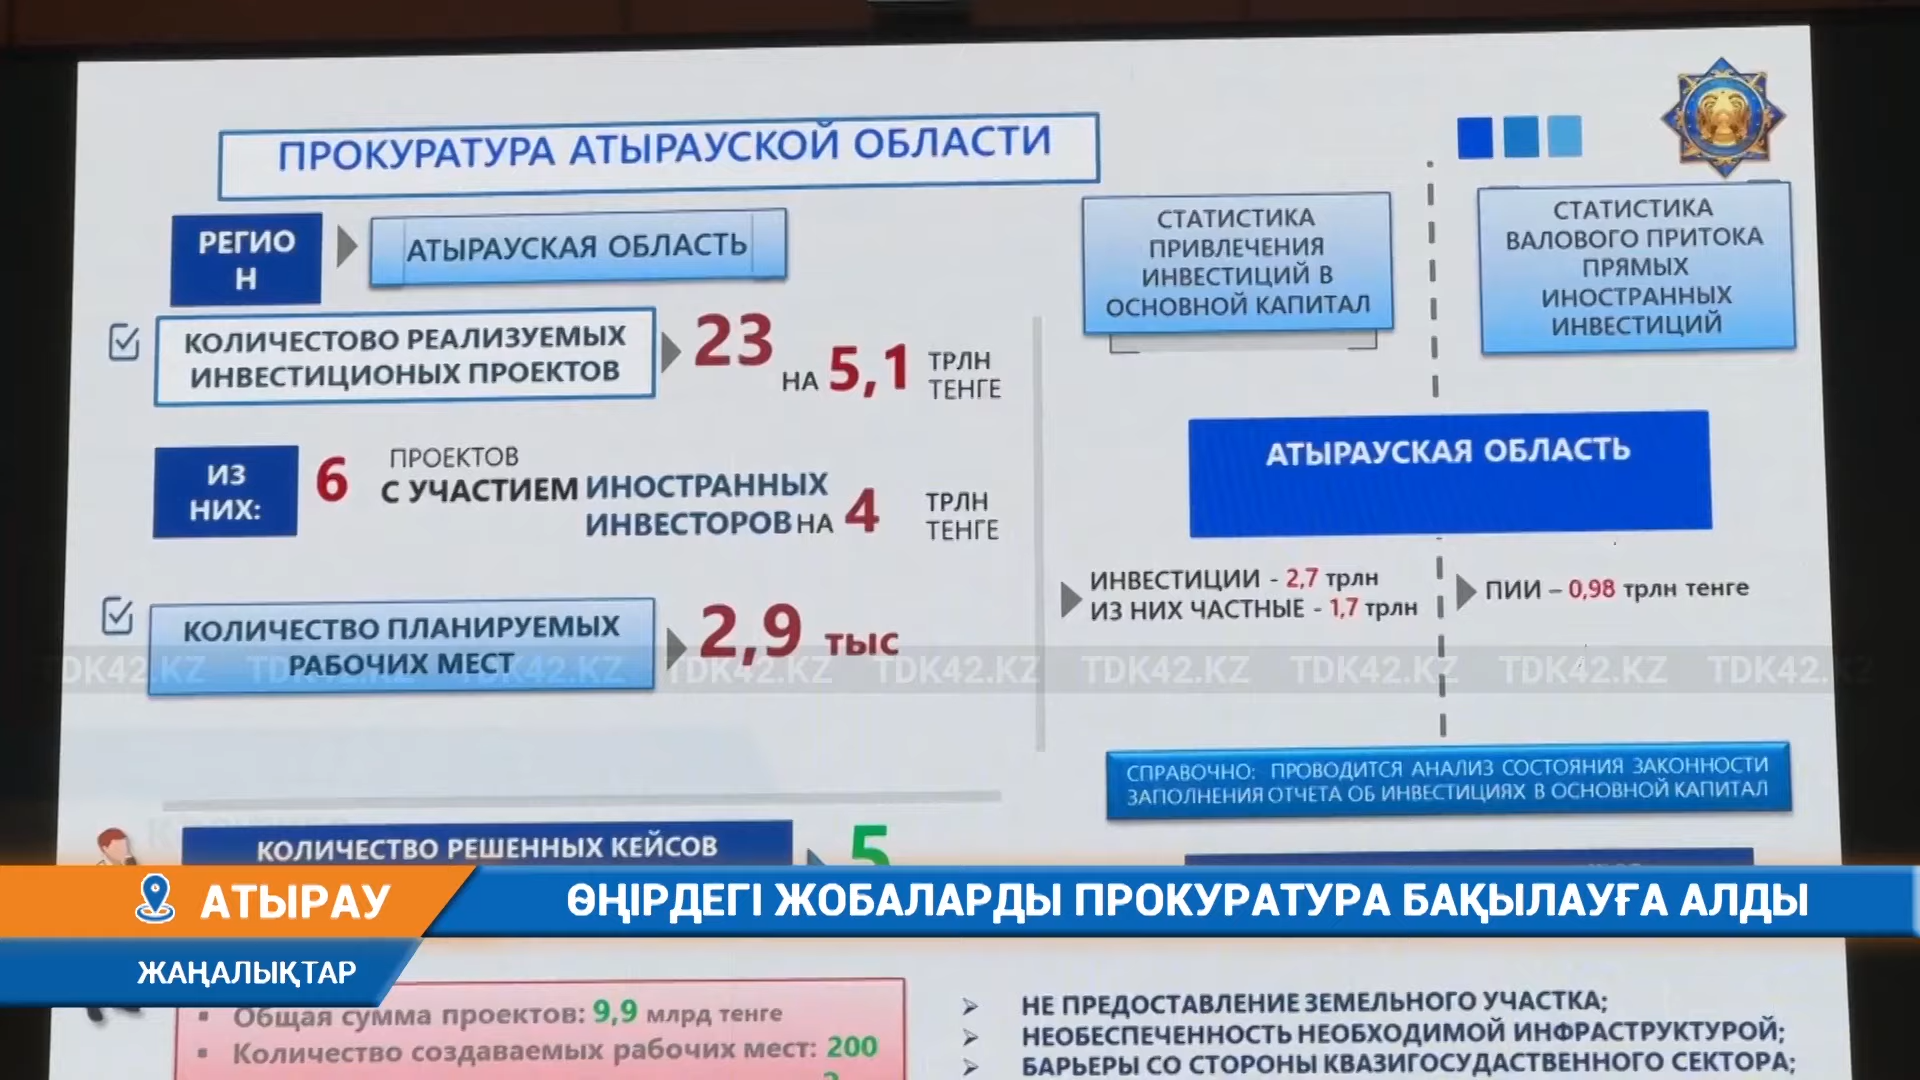 ПРОКУРАТУРА АТЫРАУСКОЙ ОБЛАСТИ
РЕГИО
Н
АТЫРАУСКАЯ ОБЛАСТЬ
КОЛИЧЕСТОВО РЕАЛИЗУЕМЫХ
ИНВЕСТИЦИОНЫХ ПРОЕКТОВ
23
НА 5,1 ТРЛН
ТЕНГЕ
ИЗ
НИХ:
6
ПРОЕКТОВ
С УЧАСТИЕМ ИНОСТРАННЫХ
ИНВЕСТОРОВ НА 4
ТРЛН
ТЕНГЕ
КОЛИЧЕСТВО ПЛАНИРУЕМЫХ
РАБОЧИХ МЕСТ
2,9 тыс
СТАТИСТИКА
ПРИВЛЕЧЕНИЯ
ИНВЕСТИЦИЙ В
ОСНОВНОЙ КАПИТАЛ
СТАТИСТИКА
ВАЛОВОГО ПРИТОКА
ПРЯМЫХ
ИНОСТРАННЫХ
ИНВЕСТИЦИЙ
АТЫРАУСКАЯ ОБЛАСТЬ
ИНВЕСТИЦИИ - 2,7 трлн
ИЗ НИХ ЧАСТНЫЕ - 1,7 трлн
ПИИ – 0,98 трлн тенге
TDK42.KZ TDK42.KZ TDK42.KZ TDK42.KZ TDK42.KZ TDK42.KZ TDK42.KZ TDK42.KZ TDK42.KZ
СПРАВОЧНО: ПРОВОДИТСЯ АНАЛИЗ СОСТОЯНИЯ ЗАКОННОСТИ
ЗАПОЛНЕНИЯ ОТЧЕТА ОБ ИНВЕСТИЦИЯХ В ОСНОВНОЙ КАПИТАЛ
КОЛИЧЕСТВО РЕШЕННЫХ КЕЙСОВ
5
АТЫРАУ
ӨҢІРДЕГІ ЖОБАЛАРДЫ ПРОКУРАТУРА БАҚЫЛАУҒА АЛДЫ
ЖАҢАЛЫҚТАР
▪ Общая сумма проектов: 9,9 млрд тенге
▪ Количество создаваемых рабочих мест: 200
НЕ ПРЕДОСТАВЛЕНИЕ ЗЕМЕЛЬНОГО УЧАСТКА;
НЕОБЕСПЕЧЕННОСТЬ НЕОБХОДИМОЙ ИНФРАСТРУКТУРОЙ;
БАРЬЕРЫ СО СТОРОНЫ КВАЗИГОСУДАСТВЕННОГО СЕКТОРА;